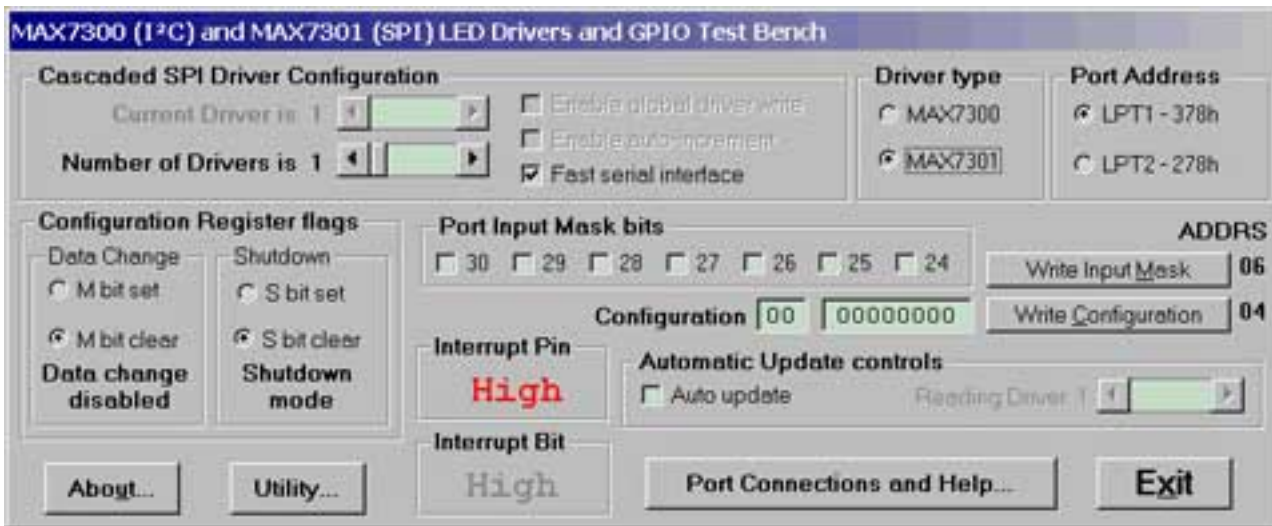 MAX7300 (I²C) and MAX7301 (SPI) LED Drivers and GPIO Test Bench
Cascaded SPI Driver Configuration
Current Driver is 1
Enable global driver write
Enable auto-increment
Number of Drivers is 1
Fast serial interface
Driver type
MAX7300
MAX7301
Port Address
LPT1 - 378h
LPT2 - 278h
Configuration Register flags
Data Change
M bit set
M bit clear
Data change
disabled
Shutdown
S bit set
S bit clear
Shutdown
mode
Port Input Mask bits
30 29 28 27 26 25 24
ADDRS
Write Input Mask 06
Configuration 00 00000000
Write Configuration 04
Interrupt Pin
High
Automatic Update controls
Auto update
Reading Driver 1
Interrupt Bit
High
About...
Utility...
Port Connections and Help...
Exit